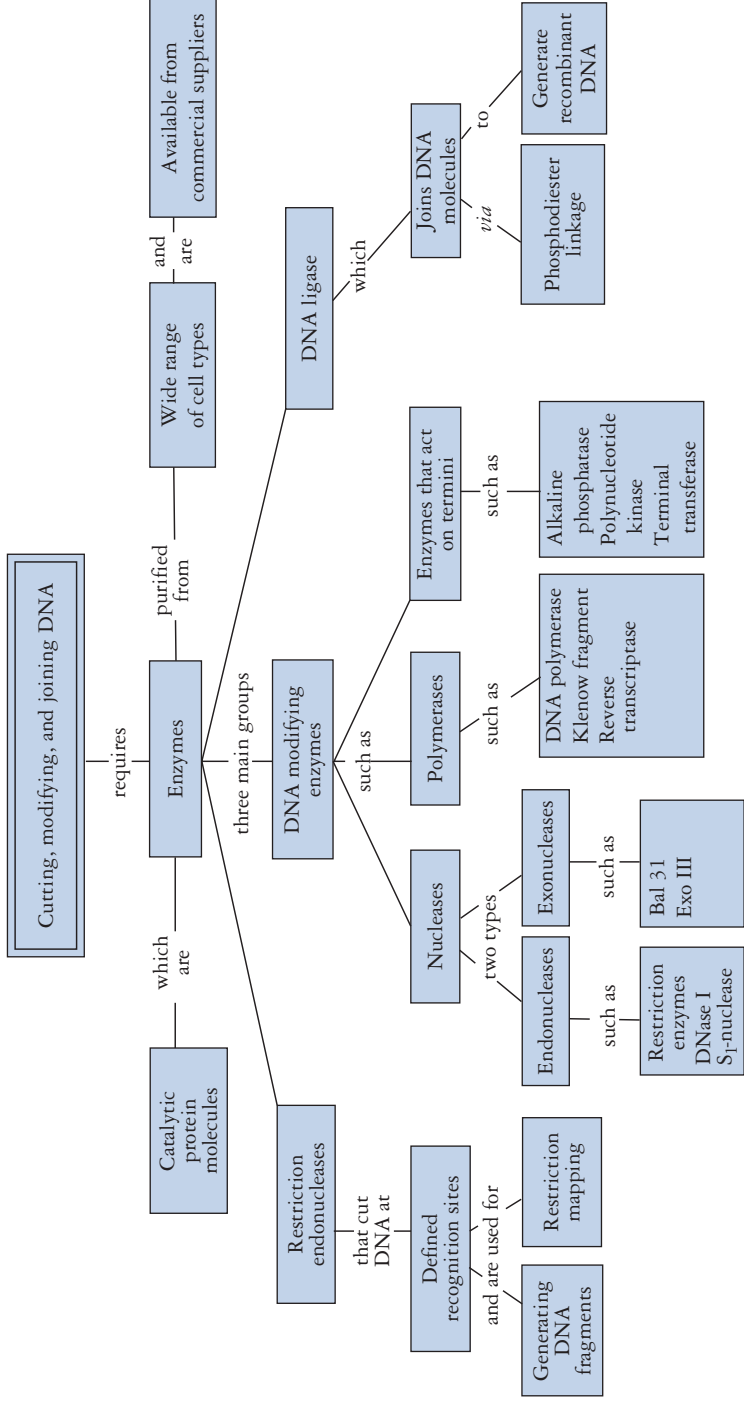 Cutting, modifying, and joining DNA
requires
Catalytic
protein
molecules
which
are
Enzymes
purified
from
Wide range
of cell types
and
are
Available from
commercial suppliers
three main groups
Restriction
endonucleases
DNA modifying
enzymes
DNA ligase
that cut
DNA at
such as
which
Defined
recognition sites
Nucleases
Polymerases
Enzymes that act
on termini
Joins DNA
molecules
and are used for
two types
such as
such as
via
to
Generating
DNA
fragments
Restriction
mapping
Endonucleases
Exonucleases
such as
such as
Restriction
enzymes
DNase I
S₁-nuclease
Bal 31
Exo III
DNA polymerase
Klenow fragment
Reverse
transcriptase
Alkaline
phosphatase
Polynucleotide
kinase
Terminal
transferase
Phosphodiester
linkage
Generate
recombinant
DNA